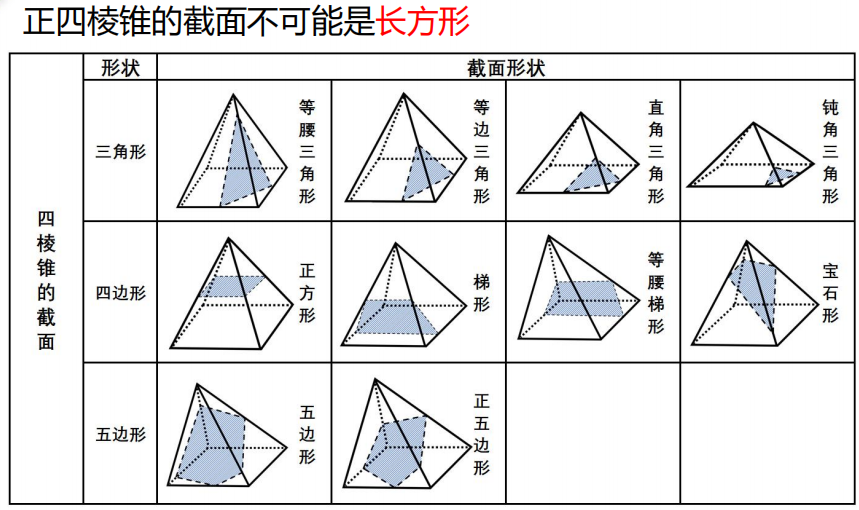 正四棱锥的截面不可能是长方形
形状
截面形状
四棱锥的截面
三角形
等腰三角形
等边三角形
直角三角形
钝角三角形
四边形
正方形
梯形
等腰梯形
宝石形
五边形
五边形
正五边形